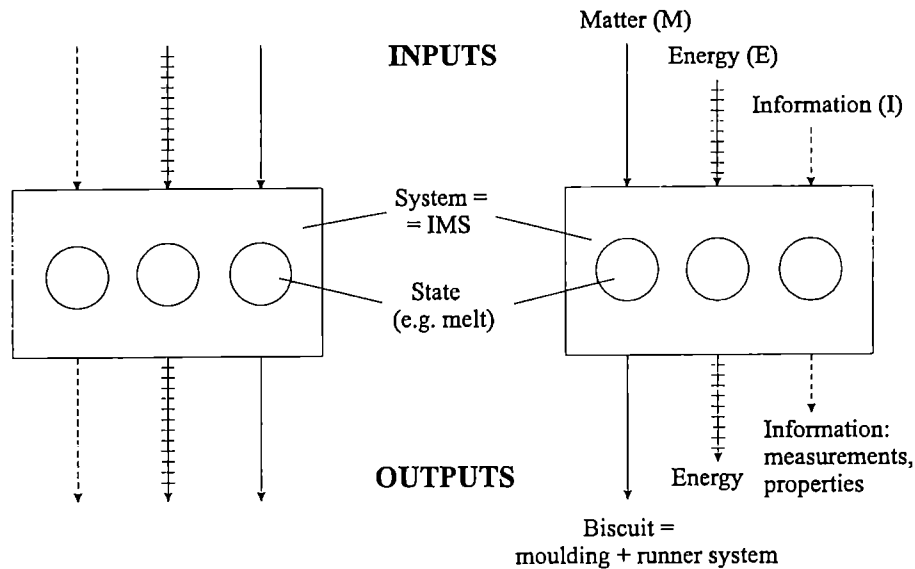 Matter (M)
INPUTS
Energy (E)
Information (I)
System =
= IMS
State
(e.g. melt)
OUTPUTS
Energy
Information:
measurements,
properties
Biscuit =
moulding + runner system